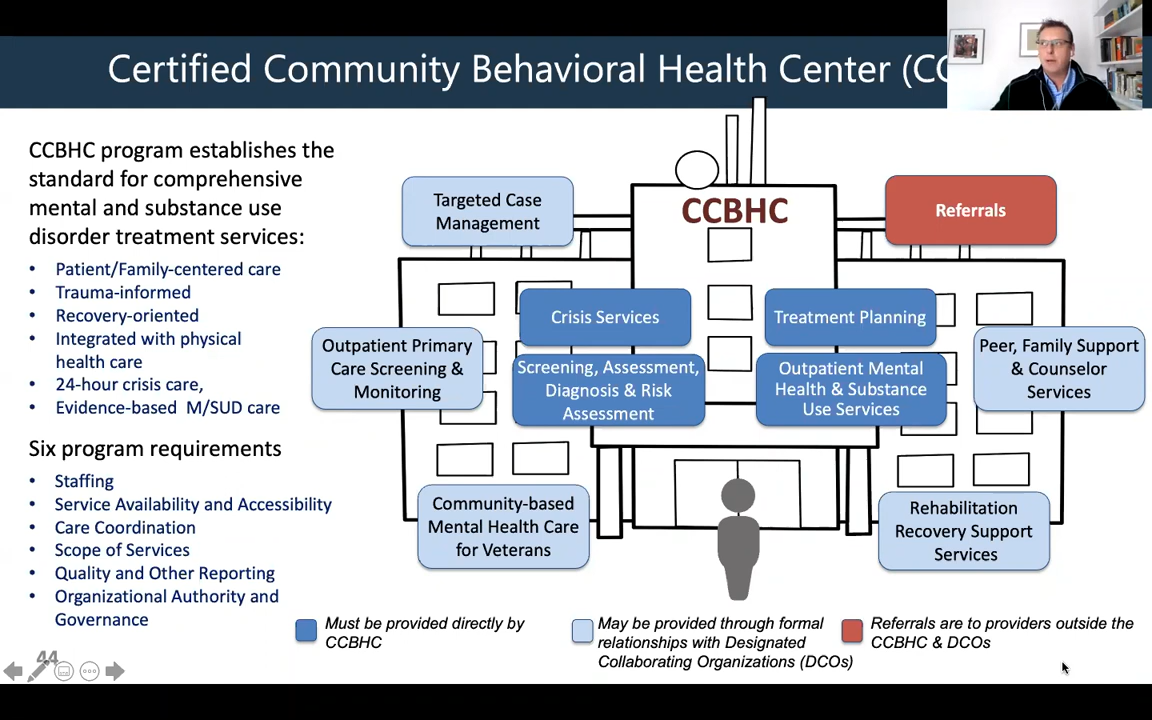 Certified Community Behavioral Health Center (CC
CCBHC program establishes the
standard for comprehensive
mental and substance use
disorder treatment services:
• Patient/Family-centered care
• Trauma-informed
• Recovery-oriented
• Integrated with physical
health care
• 24-hour crisis care,
• Evidence-based M/SUD care
Six program requirements
• Staffing
• Service Availability and Accessibility
• Care Coordination
• Scope of Services
• Quality and Other Reporting
• Organizational Authority and
Governance
44
Targeted Case
Management
CCBHC
Referrals
Crisis Services
Treatment Planning
Outpatient Primary
Care Screening &
Monitoring
Screening, Assessment,
Diagnosis & Risk
Assessment
Outpatient Mental
Health & Substance
Use Services
Peer, Family Support
& Counselor
Services
Community-based
Mental Health Care
for Veterans
Rehabilitation
Recovery Support
Services
Must be provided directly by
CCBHC
May be provided through formal
relationships with Designated
Collaborating Organizations (DCOs)
Referrals are to providers outside the
CCBHC & DCOs